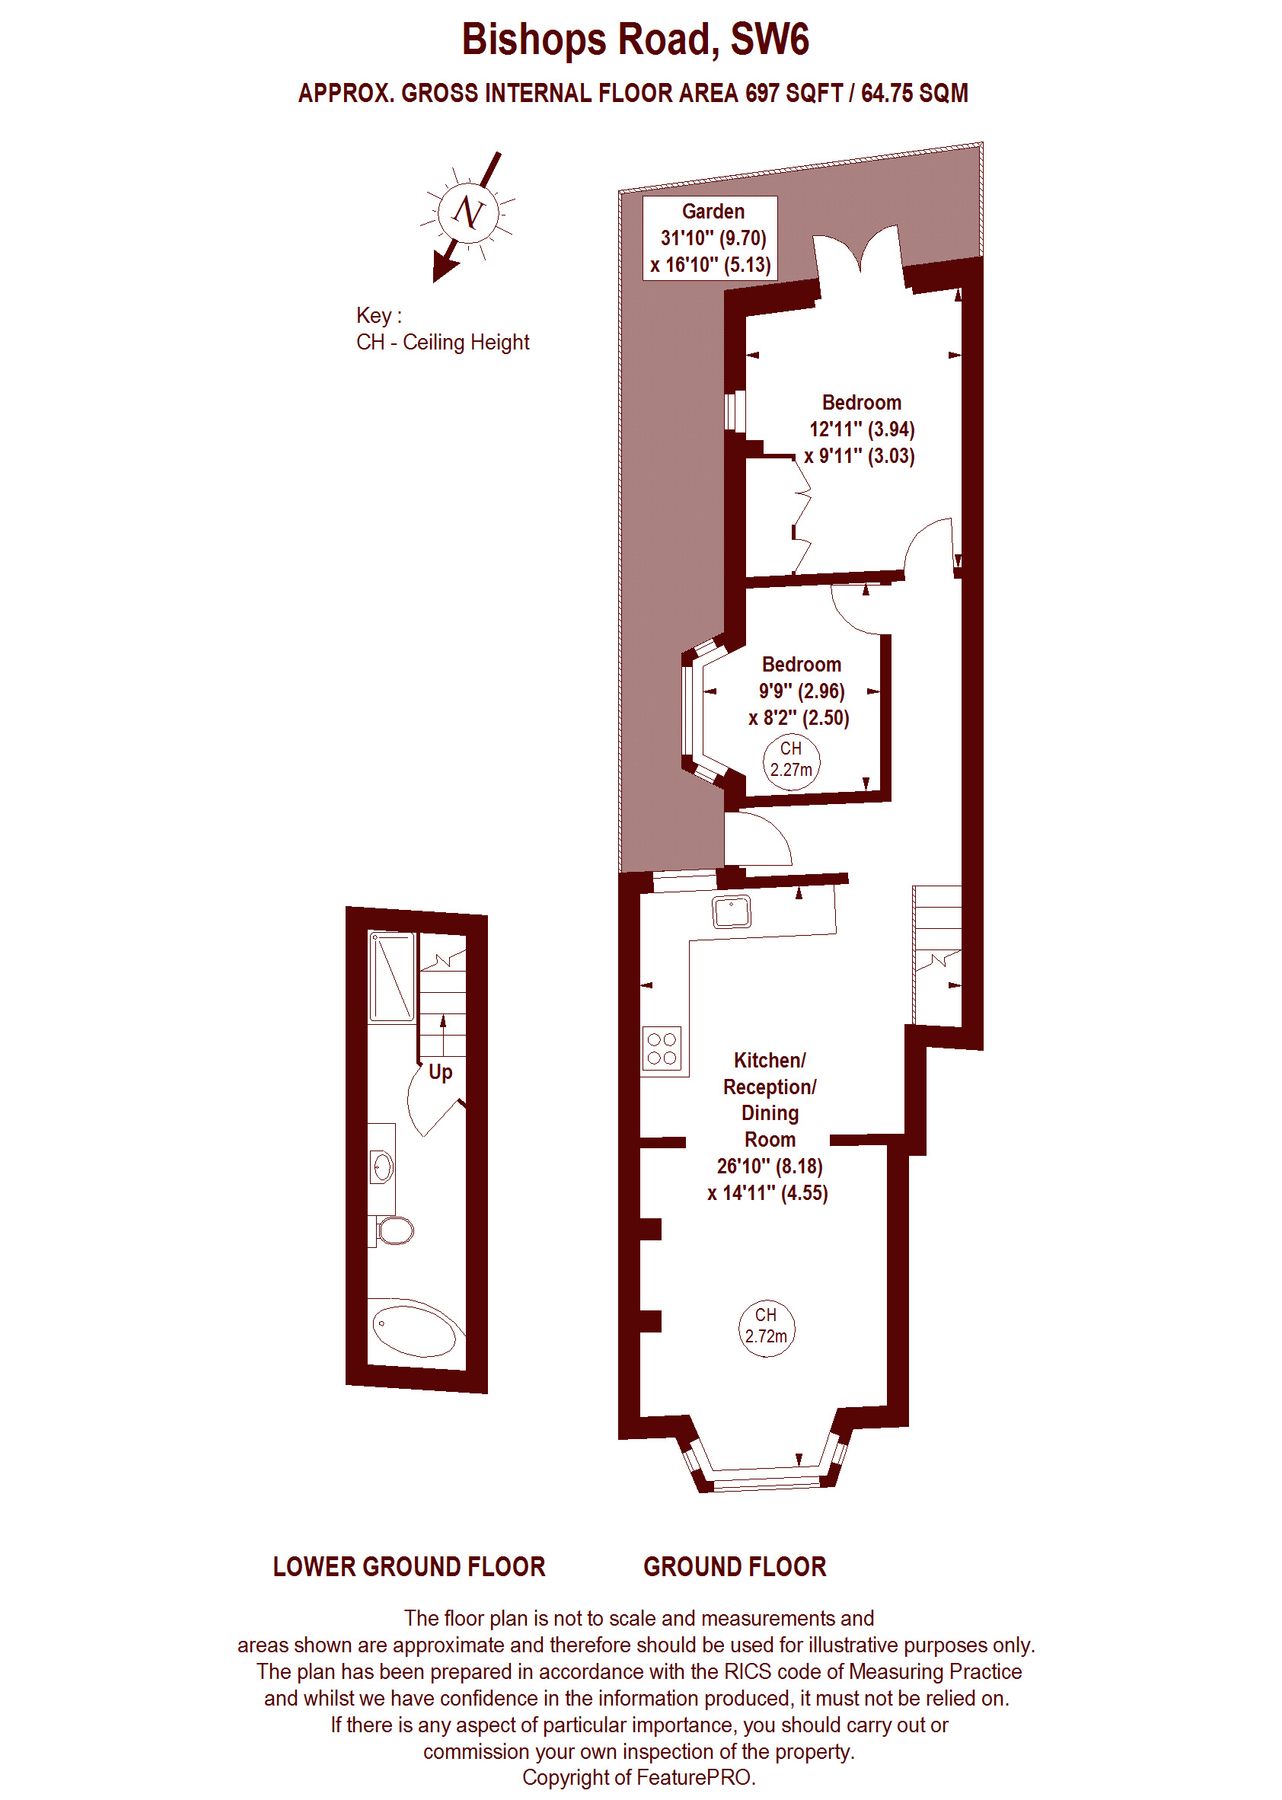 Bishops Road, SW6
APPROX. GROSS INTERNAL FLOOR AREA 697 SQFT / 64.75 SQM
N
Key :
CH - Ceiling Height
Garden
31'10" (9.70)
x 16'10" (5.13)
Bedroom
12'11" (3.94)
x 9'11" (3.03)
Bedroom
9'9" (2.96)
x 8'2" (2.50)
CH
2.27m
Up
Kitchen/
Reception/
Dining
Room
26'10" (8.18)
x 14'11" (4.55)
CH
2.72m
LOWER GROUND FLOOR
GROUND FLOOR
The floor plan is not to scale and measurements and
areas shown are approximate and therefore should be used for illustrative purposes only.
The plan has been prepared in accordance with the RICS code of Measuring Practice
and whilst we have confidence in the information produced, it must not be relied on.
If there is any aspect of particular importance, you should carry out or
commission your own inspection of the property.
Copyright of FeaturePRO.